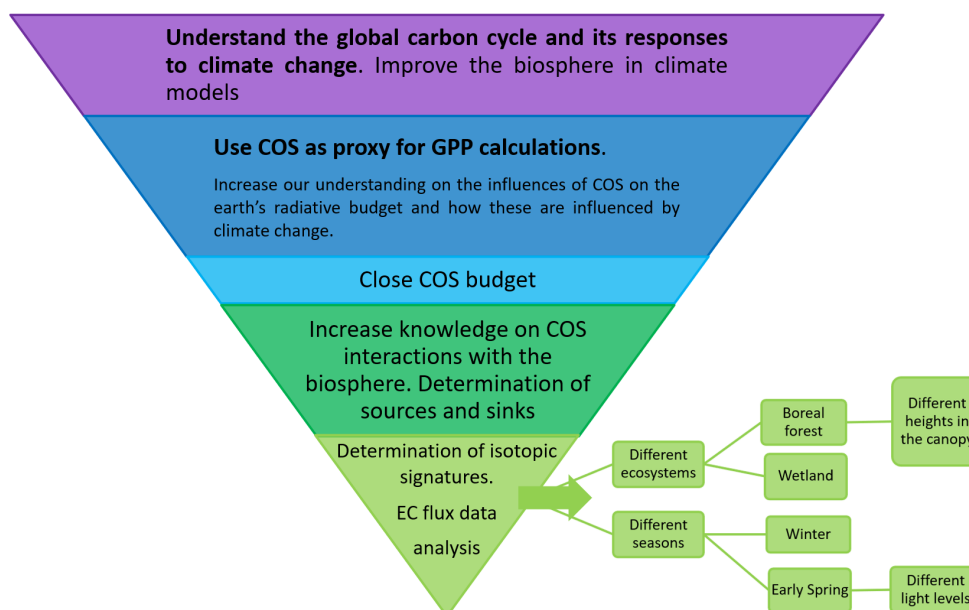 Understand the global carbon cycle and its responses
to climate change. Improve the biosphere in climate
models
Use COS as proxy for GPP calculations.
Increase our understanding on the influences of COS on the
earth's radiative budget and how these are influenced by
climate change.
Close COS budget
Increase knowledge on COS
interactions with the
biosphere. Determination of
sources and sinks
Determination of isotopic
signatures.
EC flux data
analysis
Different
ecosystems
Boreal
forest
Different
heights in
the canopy
Wetland
Different
seasons
Winter
Early Spring
Different
light levels